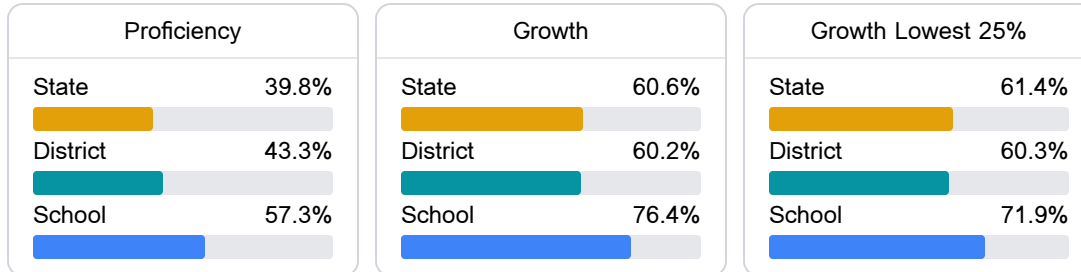 Proficiency
State 39.8%
District 43.3%
School 57.3%
Growth
State 60.6%
District 60.2%
School 76.4%
Growth Lowest 25%
State 61.4%
District 60.3%
School 71.9%